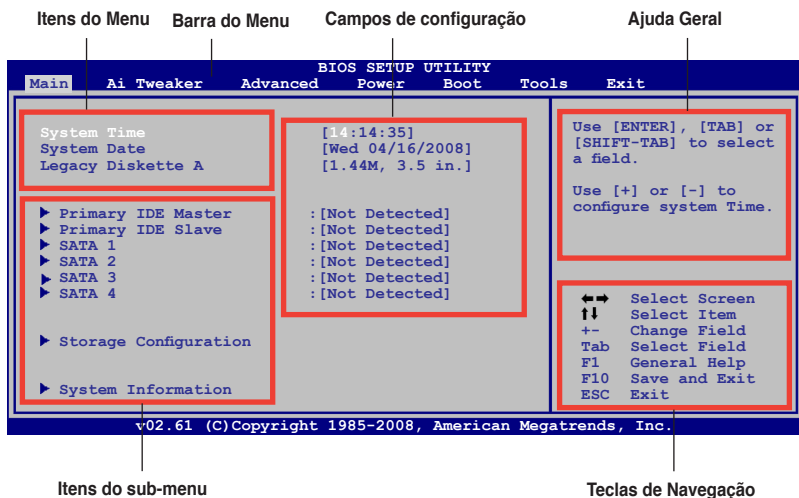 Itens do Menu Barra do Menu Campos de configuração Ajuda Geral
BIOS SETUP UTILITY
Main Ai Tweaker Advanced Power Boot Tools Exit
System Time [14:14:35]
System Date [Wed 04/16/2008]
Legacy Diskette A [1.44M, 3.5 in.]
Primary IDE Master :[Not Detected]
Primary IDE Slave :[Not Detected]
SATA 1 :[Not Detected]
SATA 2 :[Not Detected]
SATA 3 :[Not Detected]
SATA 4 :[Not Detected]
Storage Configuration
System Information
Use [ENTER], [TAB] or
[SHIFT-TAB] to select
a field.
Use [+] or [-] to
configure system Time.
←→ Select Screen
↑↓ Select Item
+- Change Field
Tab Select Field
F1 General Help
F10 Save and Exit
ESC Exit
v02.61 (C)Copyright 1985-2008, American Megatrends, Inc.
Itens do sub-menu Teclas de Navegação